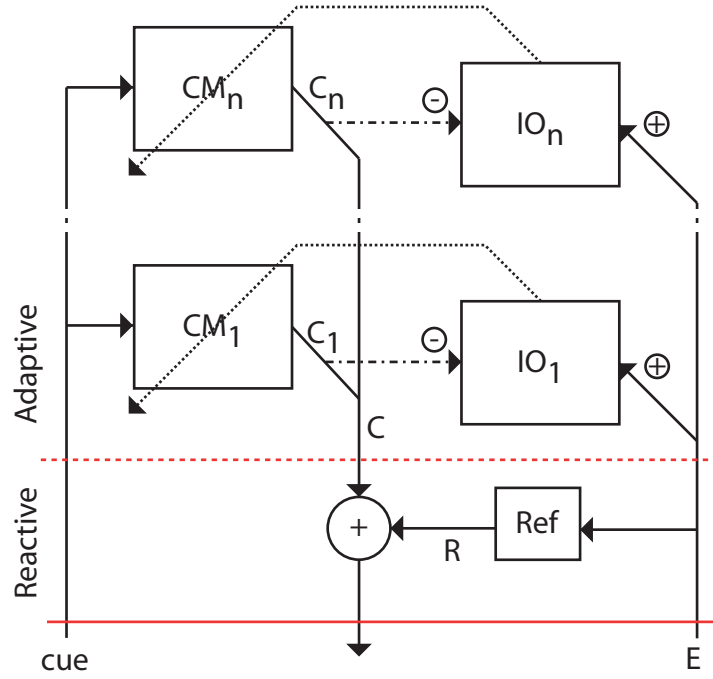 CMn
Cn
-
IOn
+
CM1
C1
-
IO1
+
Adaptive
C
Reactive
+
R
Ref
cue
E